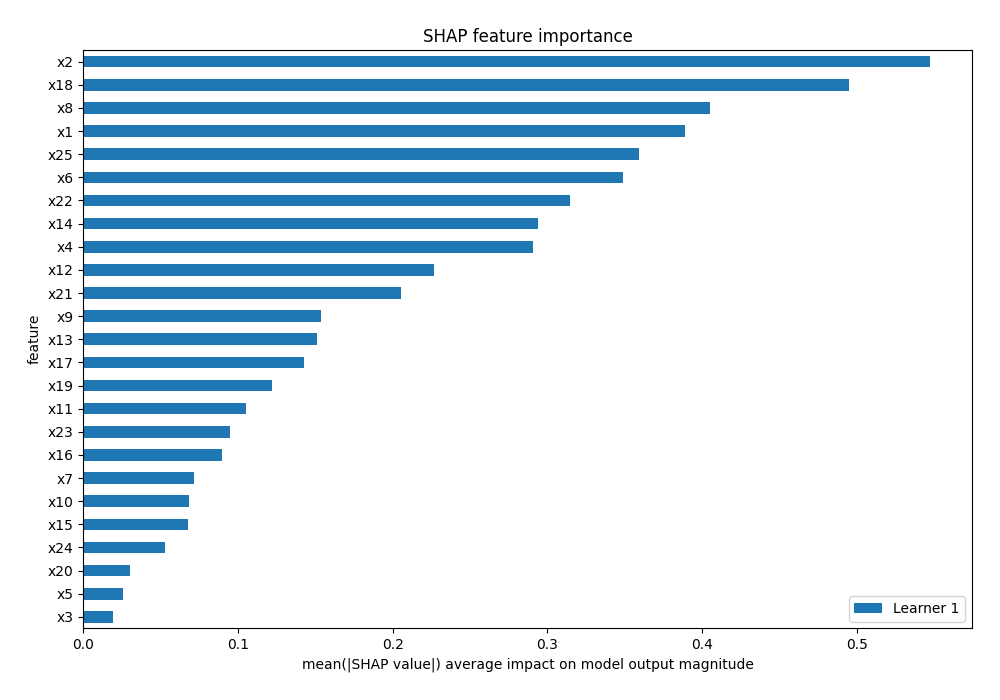 SHAP feature importance
x2
x18
x8
x1
x25
x6
x22
x14
x4
x12
x21
x9
x13
x17
x19
x11
x23
x16
x7
x10
x15
x24
x20
x5
x3
feature
Learner 1
0.0 0.1 0.2 0.3 0.4 0.5
mean(|SHAP value|) average impact on model output magnitude